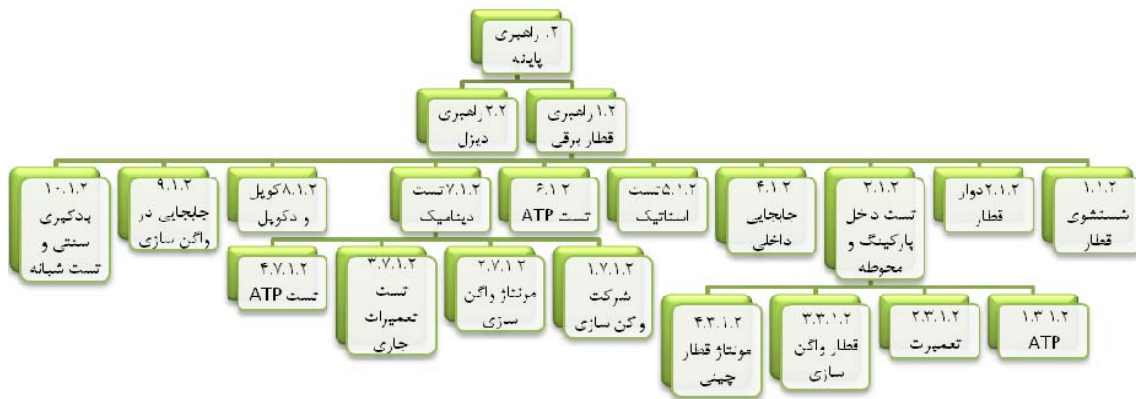 ۲. راهبری
پایانه
۱.۲ راهبری
قطار برقی
۲.۲ راهبری
دیزل
۱.۱.۲
شستشوی
قطار
۲.۱.۲ دوار
قطار
۳.۱.۲
تست دخل
پارکینگ و
محوطه
۴.۱.۲
جابجایی
داخلی
۵.۱.۲ تست
استاتیک
۶.۱.۲
تست ATP
۷.۱.۲ تست
دینامیک
۸.۱.۲ کوپل
و دکوپل
۹.۱.۲
جابجایی در
واگن سازی
۱۰.۱.۲
یدگیری
سنتی و
تست شبانه
۱.۳.۱.۲
ATP
۲.۳.۱.۲
تعمیرت
۳.۳.۱.۲
قطار واگن
سازی
۴.۳.۱.۲
مونتاژ قطار
چینی
۱.۷.۱.۲
شرکت
وگن سازی
۲.۷.۱.۲
مونتاژ واگن
سازی
۳.۷.۱.۲
تست
تعمیرات
جاری
۴.۷.۱.۲
تست ATP